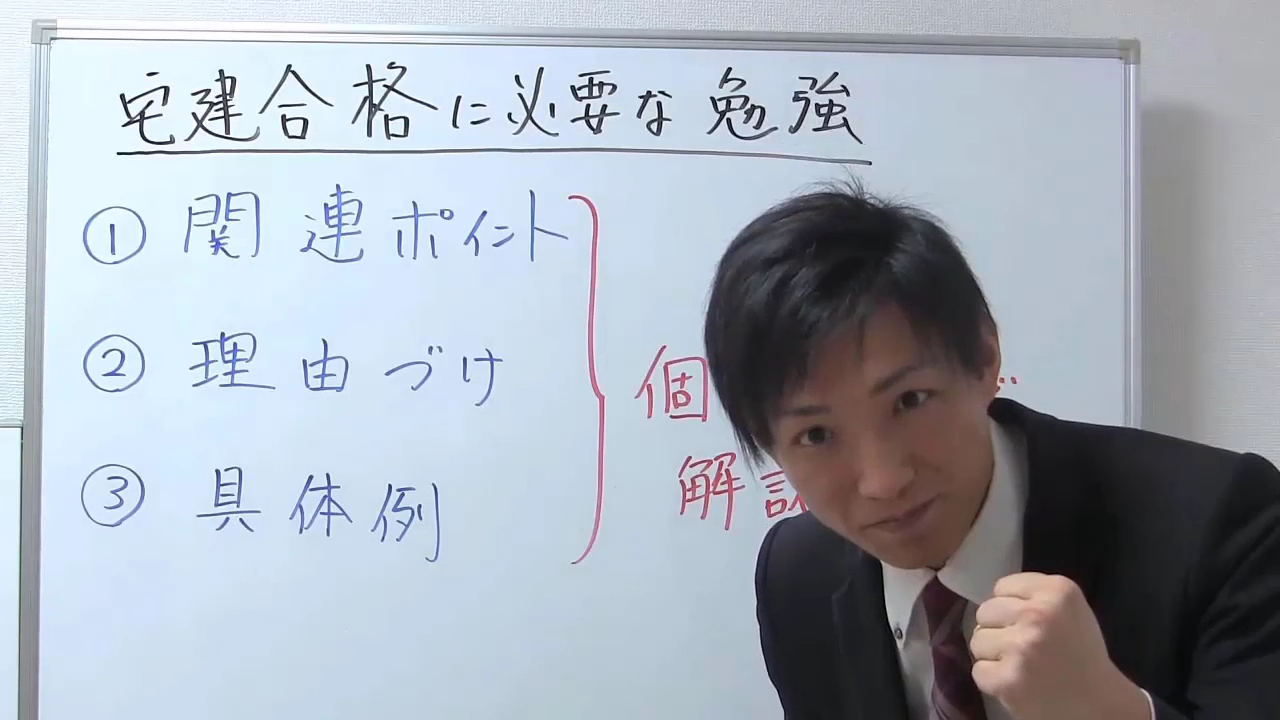 宅建合格に必要な勉強
① 関連ポイント
② 理由づけ
③ 具体例
個
解説